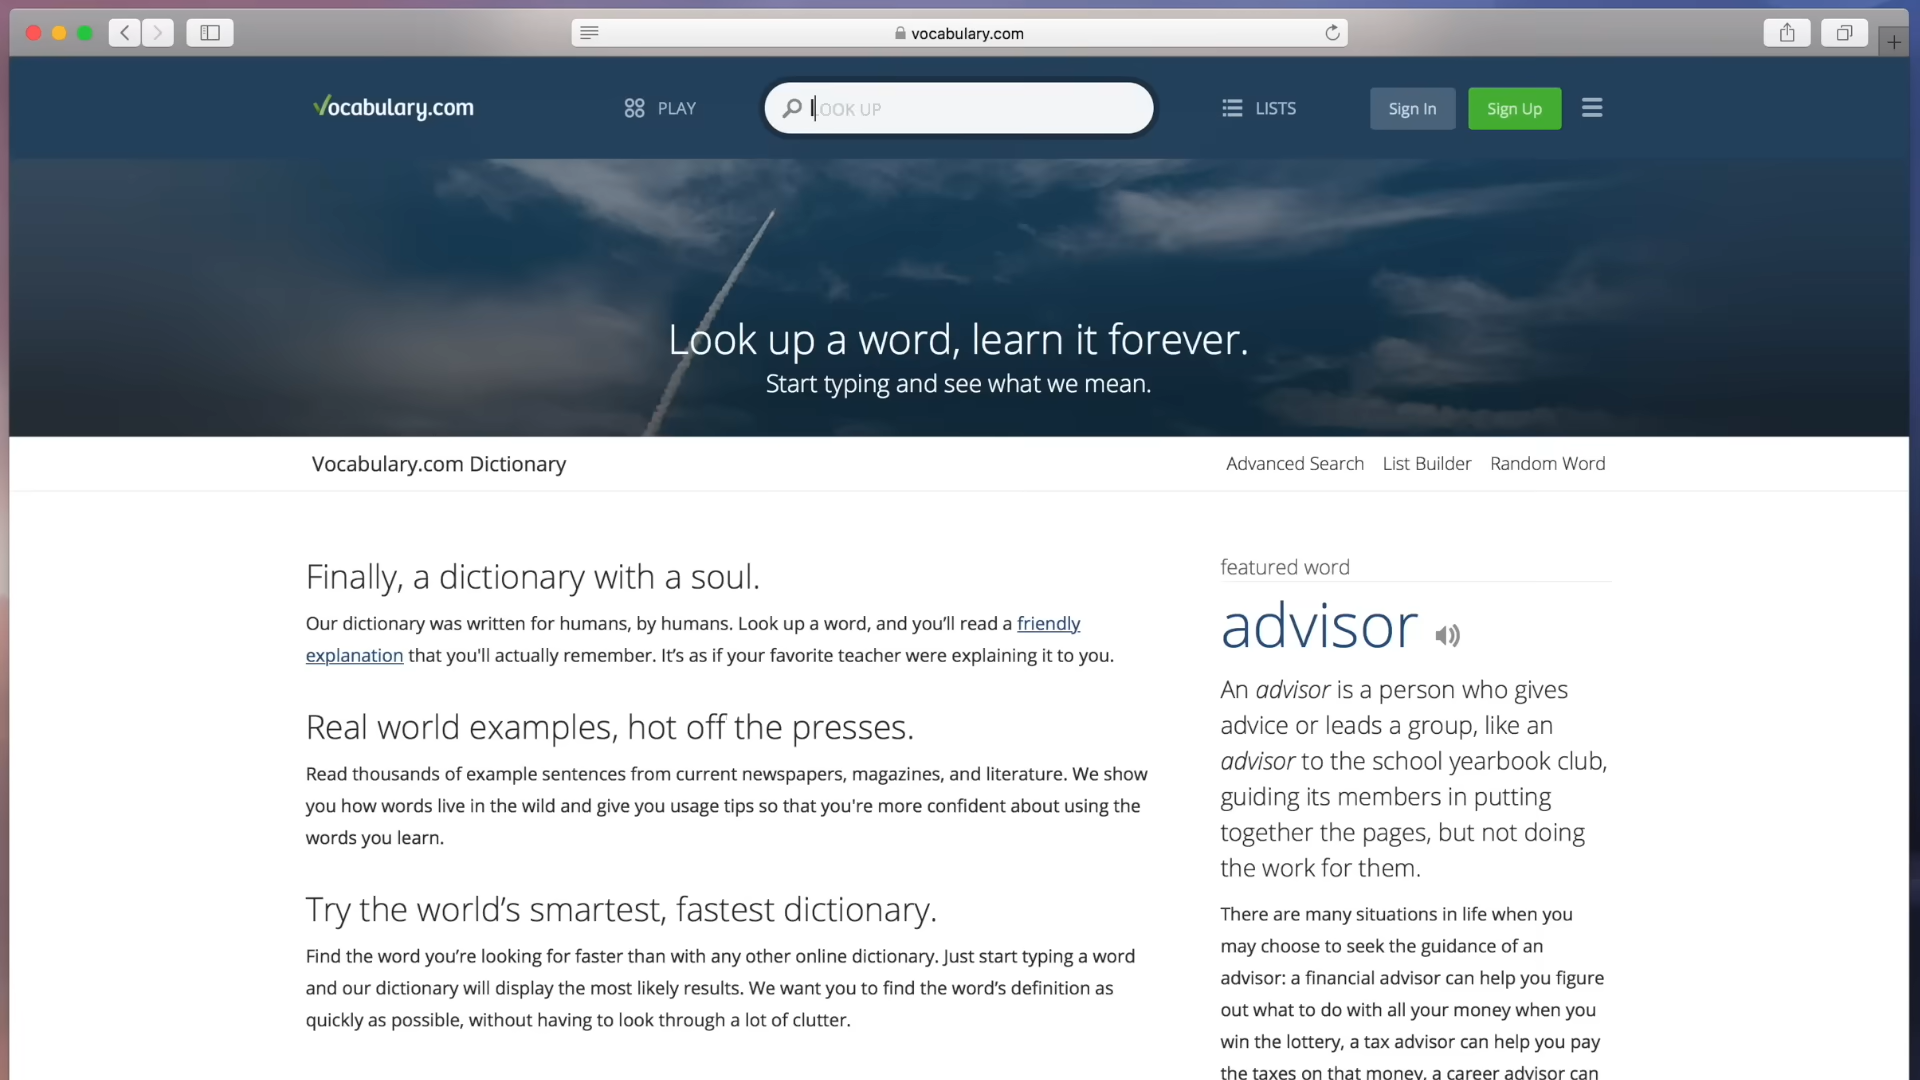 vocabulary.com
Vocabulary.com
PLAY
LOOK UP
LISTS
Sign In
Sign Up
Look up a word, learn it forever.
Start typing and see what we mean.
Vocabulary.com Dictionary
Advanced Search
List Builder
Random Word
Finally, a dictionary with a soul.
Our dictionary was written for humans, by humans. Look up a word, and you’ll read a friendly
explanation that you'll actually remember. It’s as if your favorite teacher were explaining it to you.
Real world examples, hot off the presses.
Read thousands of example sentences from current newspapers, magazines, and literature. We show
you how words live in the wild and give you usage tips so that you're more confident about using the
words you learn.
Try the world’s smartest, fastest dictionary.
Find the word you’re looking for faster than with any other online dictionary. Just start typing a word
and our dictionary will display the most likely results. We want you to find the word’s definition as
quickly as possible, without having to look through a lot of clutter.
featured word
advisor
An advisor is a person who gives
advice or leads a group, like an
advisor to the school yearbook club,
guiding its members in putting
together the pages, but not doing
the work for them.
There are many situations in life when you
may choose to seek the guidance of an
advisor: a financial advisor can help you figure
out what to do with all your money when you
win the lottery, a tax advisor can help you pay
the taxes on that money, a career advisor can